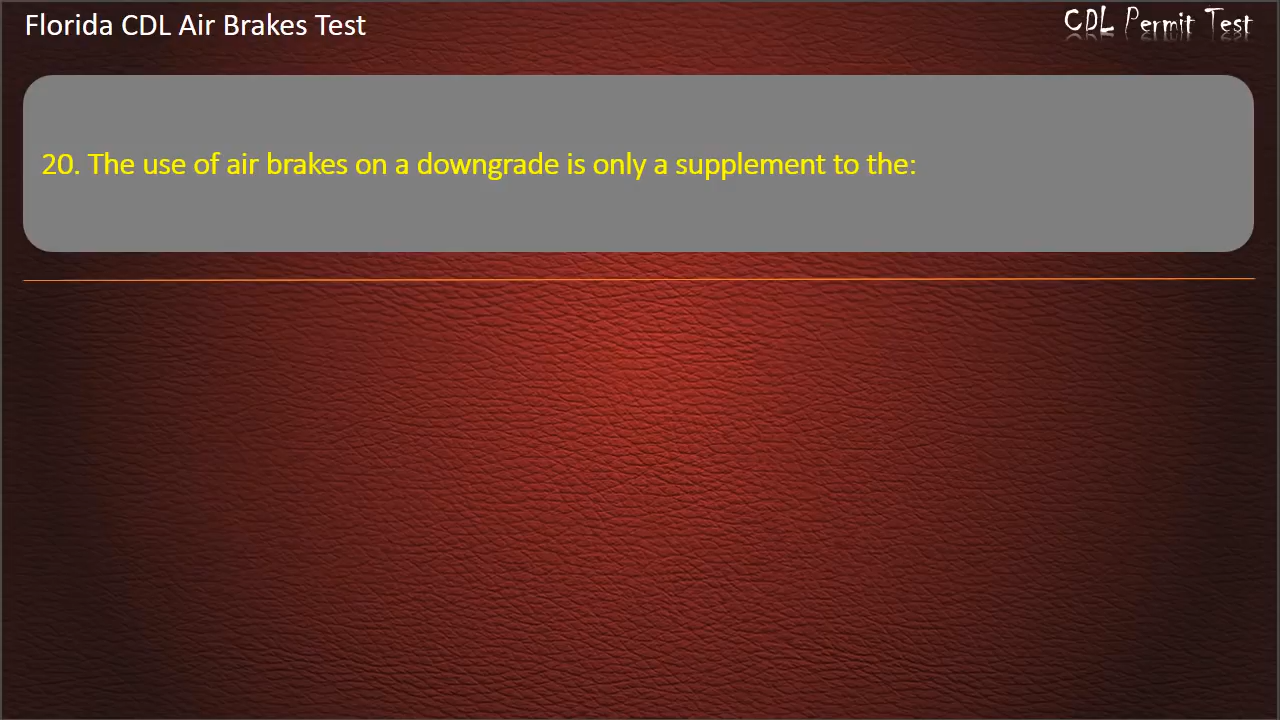 Florida CDL Air Brakes Test
CDL Permit Test
20. The use of air brakes on a downgrade is only a supplement to the: